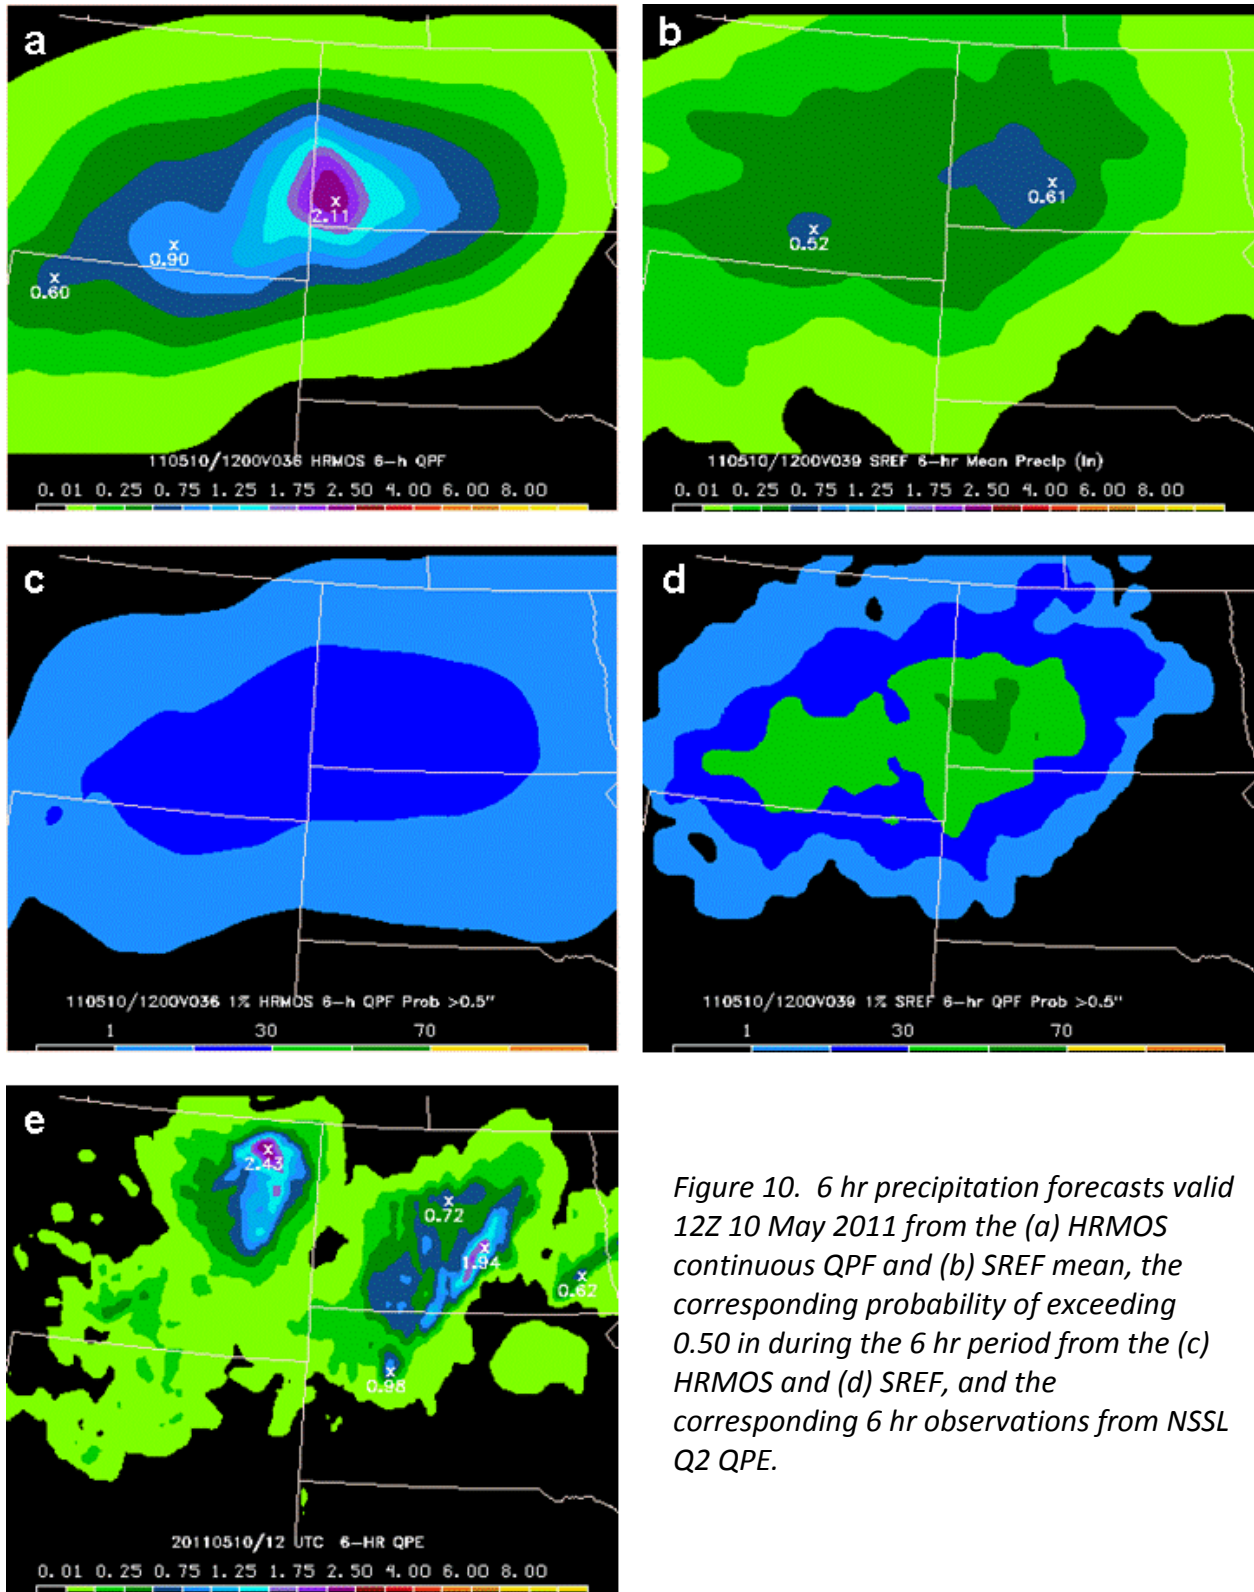 a
2.11
0.90
0.60
110510/1200V036 HRMOS 6-h QPF
0.01 0.25 0.75 1.25 1.75 2.50 4.00 6.00 8.00
b
0.61
0.52
110510/1200V039 SREF 6-hr Mean Precip (in)
0.01 0.25 0.75 1.25 1.75 2.50 4.00 6.00 8.00
c
110510/1200V036 1% HRMOS 6-h QPF Prob >0.5"
1 30 70
d
110510/1200V039 1% SREF 6-hr QPF Prob >0.5"
1 30 70
e
2.43
0.72
1.94
0.62
0.98
20110510/12 UTC 6-HR QPE
0.01 0.25 0.75 1.25 1.75 2.50 4.00 6.00 8.00
Figure 10. 6 hr precipitation forecasts valid
12Z 10 May 2011 from the (a) HRMOS
continuous QPF and (b) SREF mean, the
corresponding probability of exceeding
0.50 in during the 6 hr period from the (c)
HRMOS and (d) SREF, and the
corresponding 6 hr observations from NSSL
Q2 QPE.